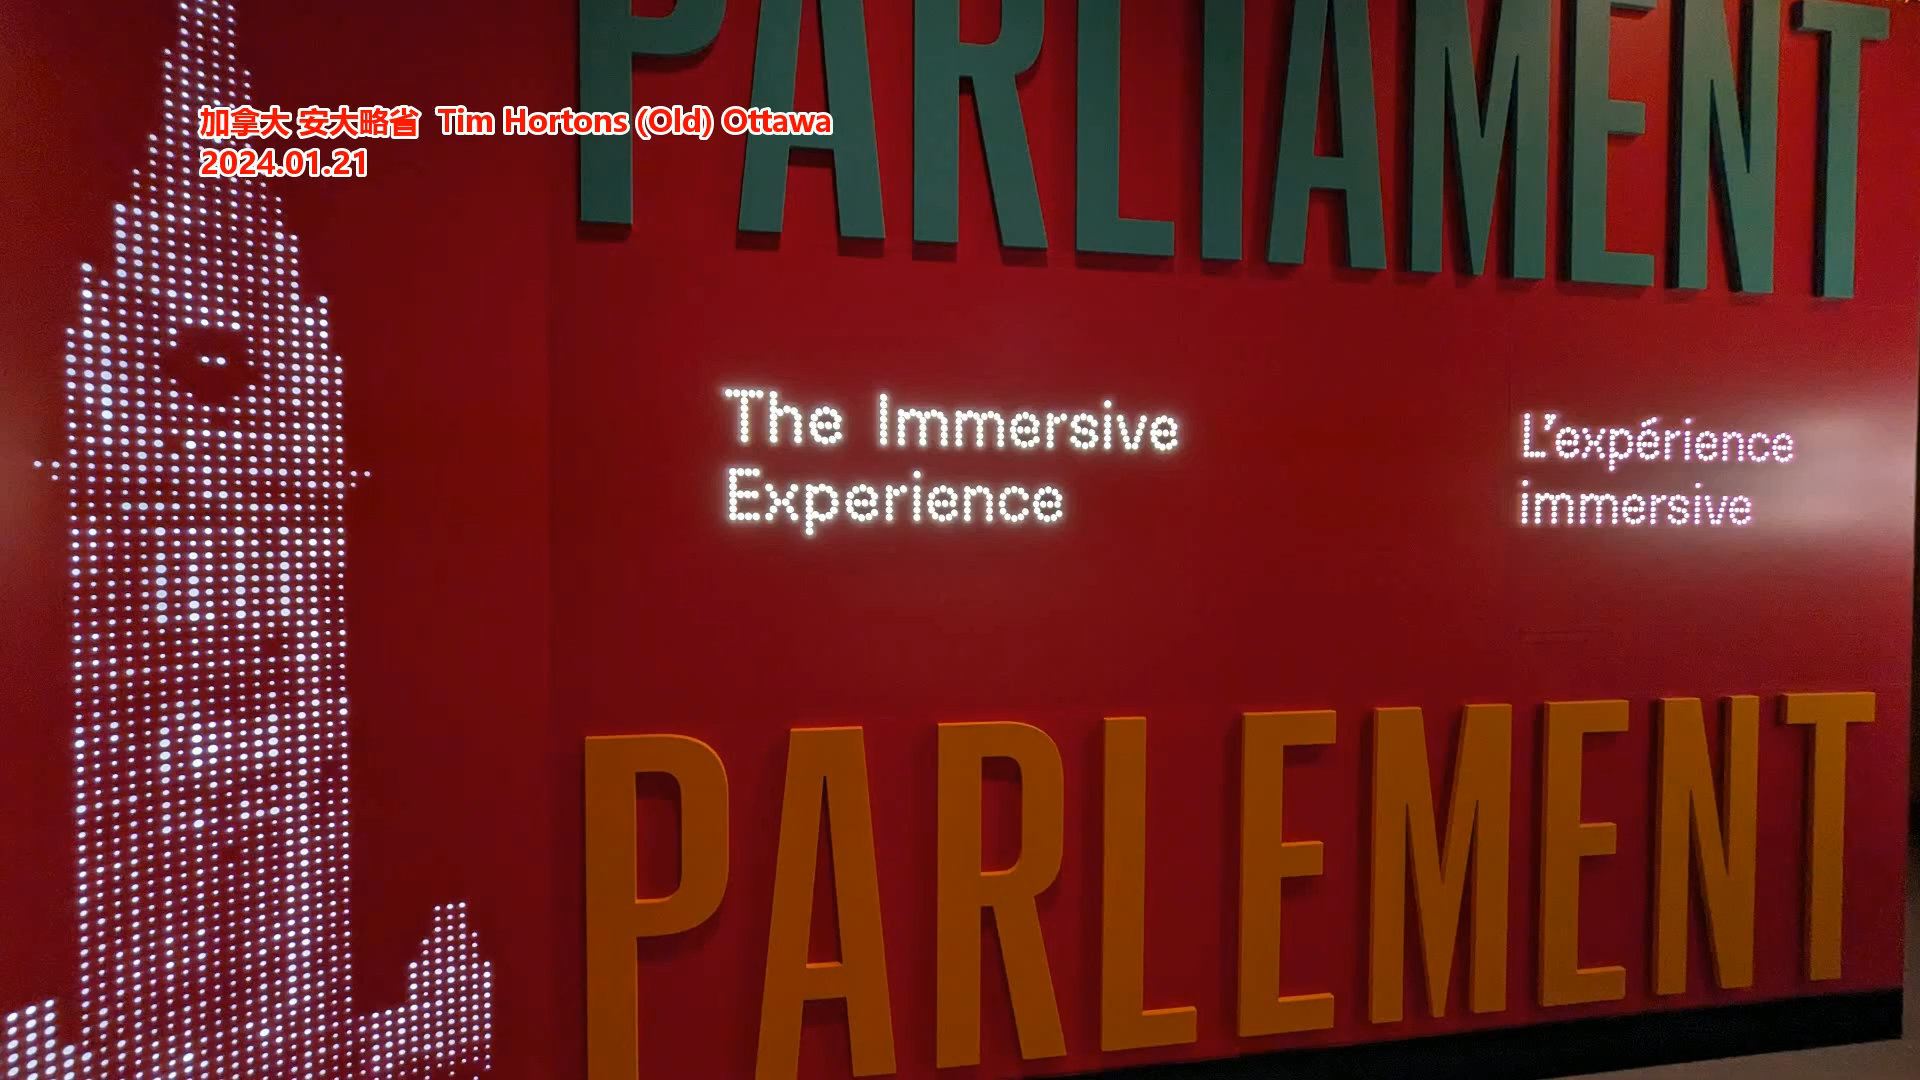 PARLIAMENT
加拿大 安大略省 Tim Hortons (Old) Ottawa
2024.01.21
The Immersive
Experience
L'expérience
immersive
PARLEMENT